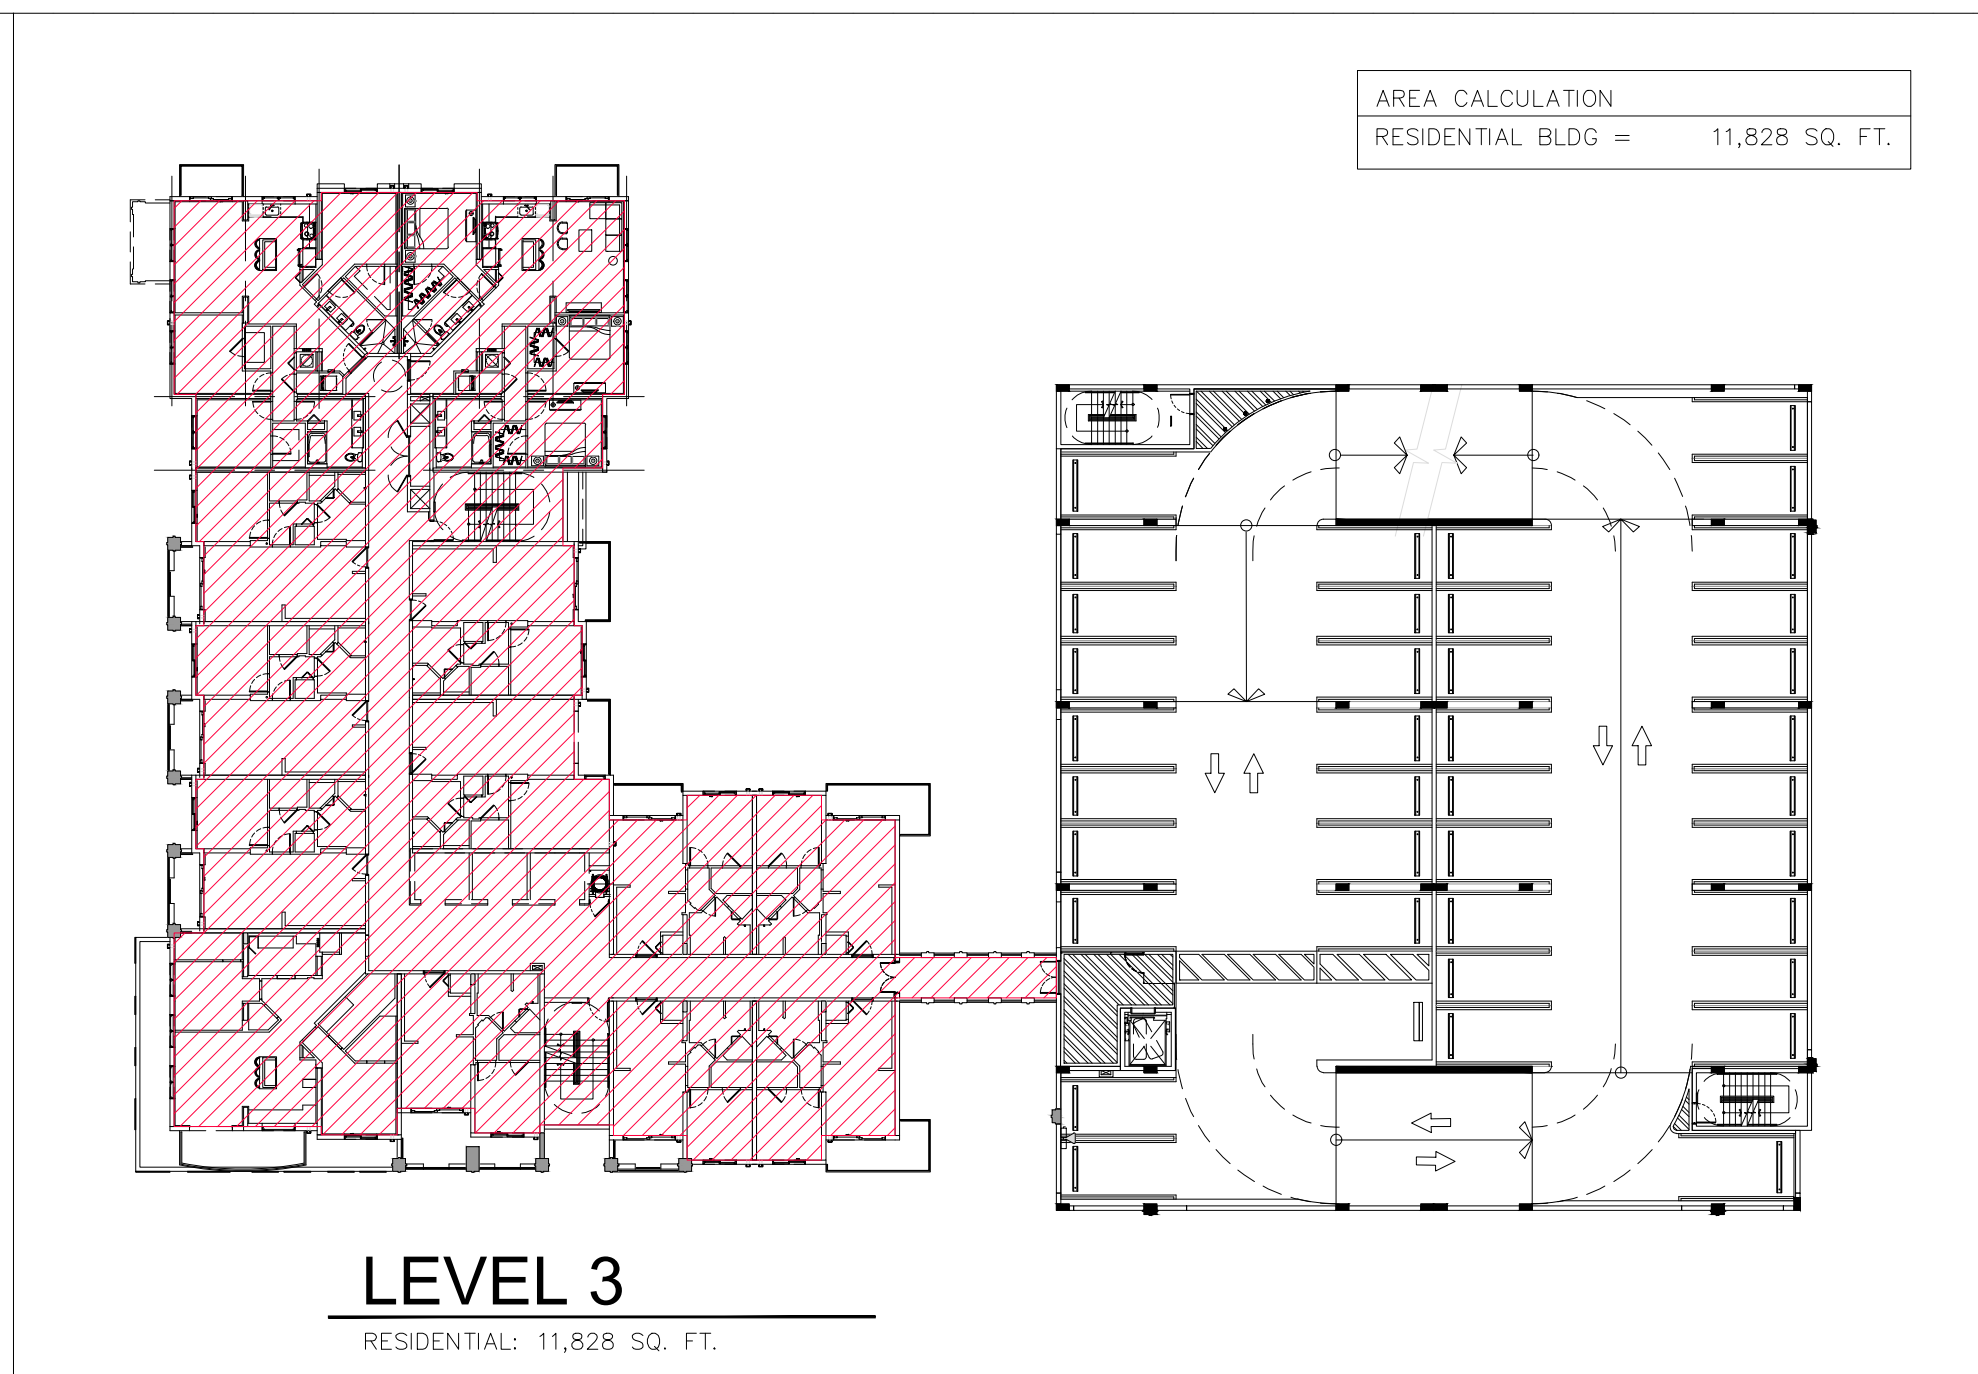 AREA CALCULATION
RESIDENTIAL BLDG = 11,828 SQ. FT.
LEVEL 3
RESIDENTIAL: 11,828 SQ. FT.